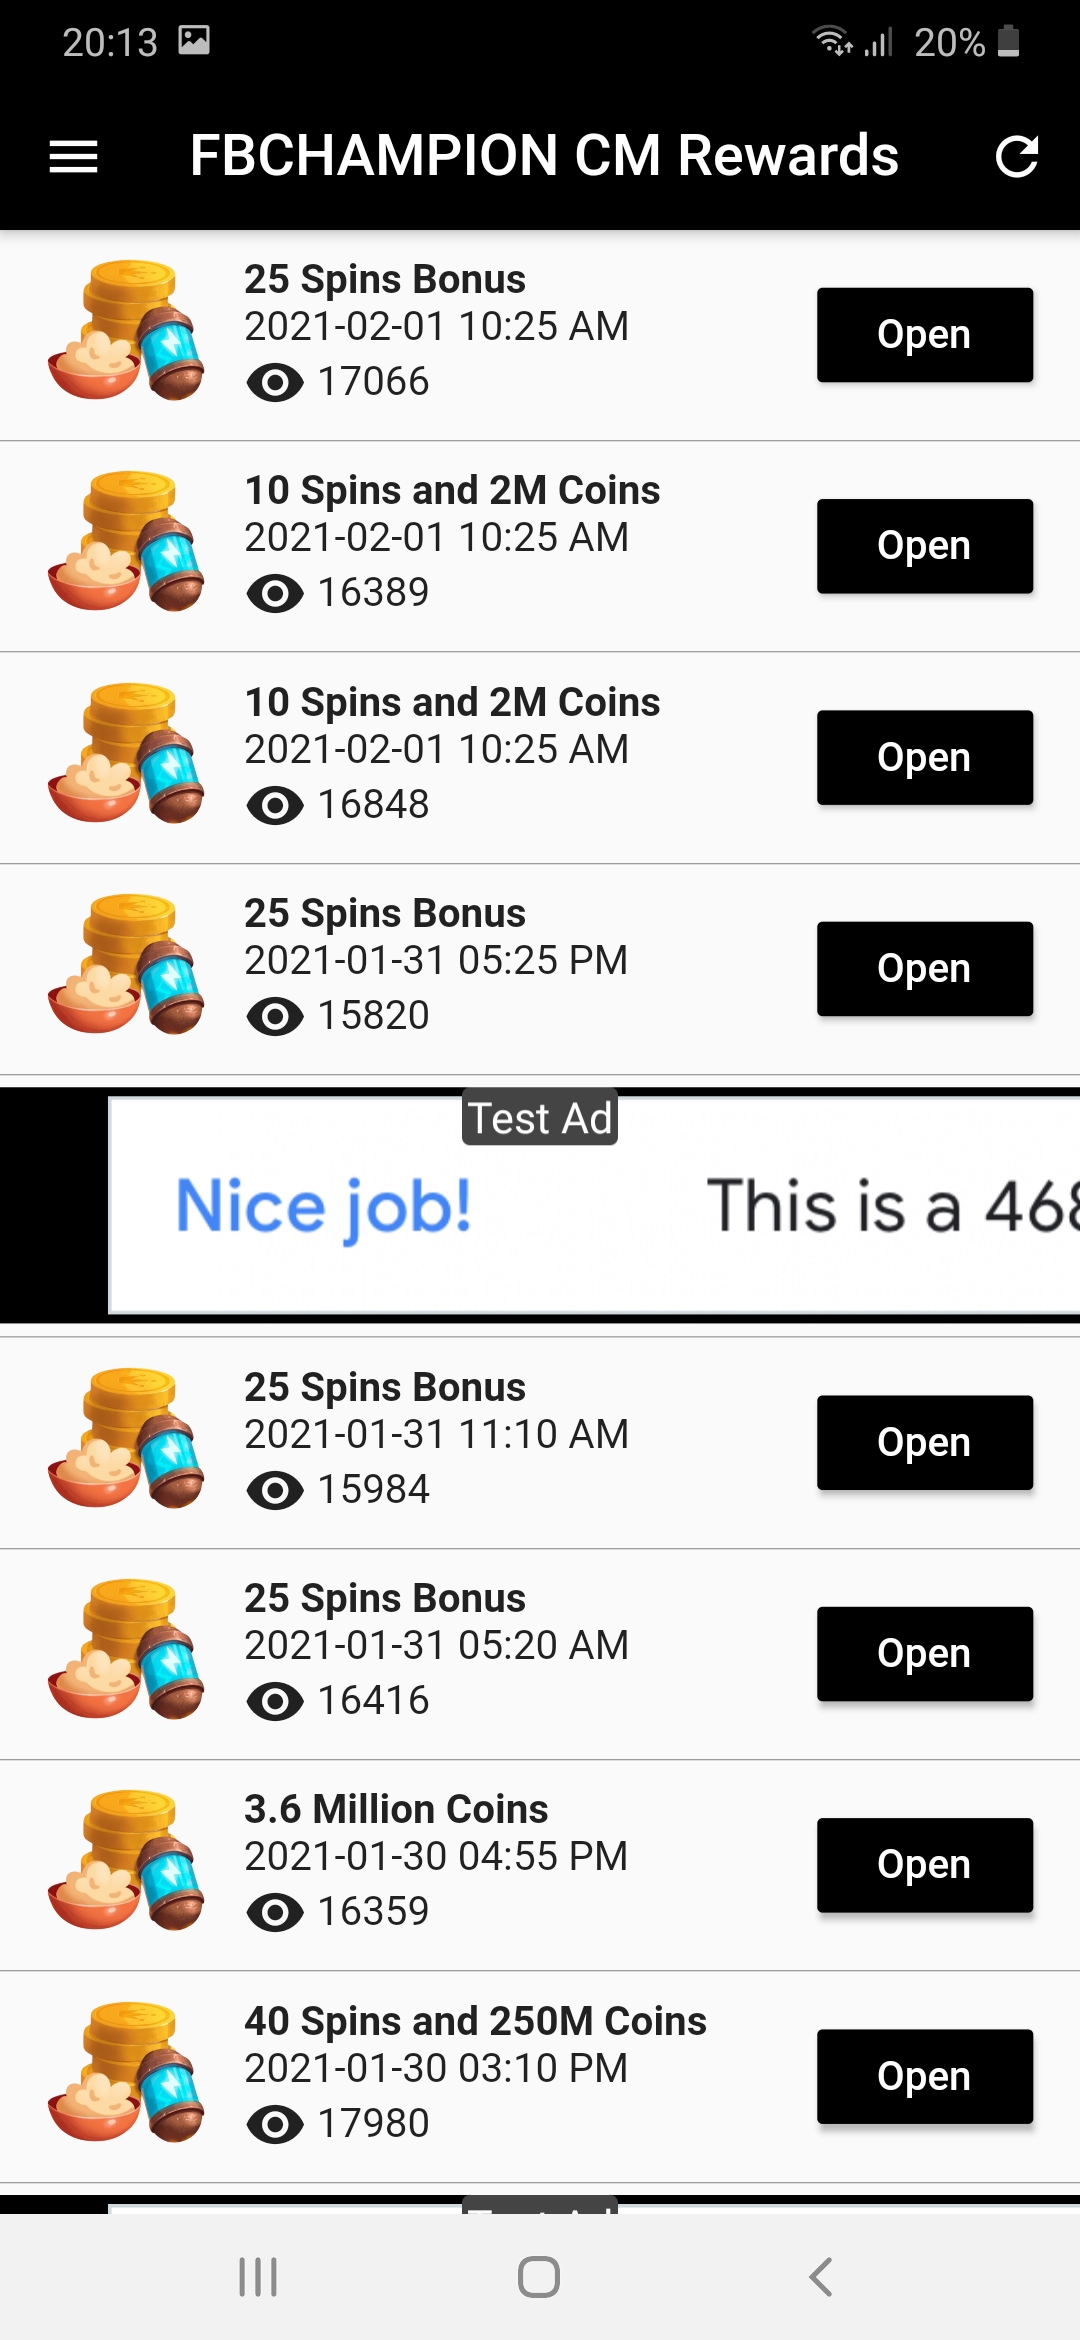 20:13
20%
FBCHAMPION CM Rewards
25 Spins Bonus
2021-02-01 10:25 AM
17066
Open
10 Spins and 2M Coins
2021-02-01 10:25 AM
16389
Open
10 Spins and 2M Coins
2021-02-01 10:25 AM
16848
Open
25 Spins Bonus
2021-01-31 05:25 PM
15820
Open
Test Ad
Nice job!
This is a 468
25 Spins Bonus
2021-01-31 11:10 AM
15984
Open
25 Spins Bonus
2021-01-31 05:20 AM
16416
Open
3.6 Million Coins
2021-01-30 04:55 PM
16359
Open
40 Spins and 250M Coins
2021-01-30 03:10 PM
17980
Open